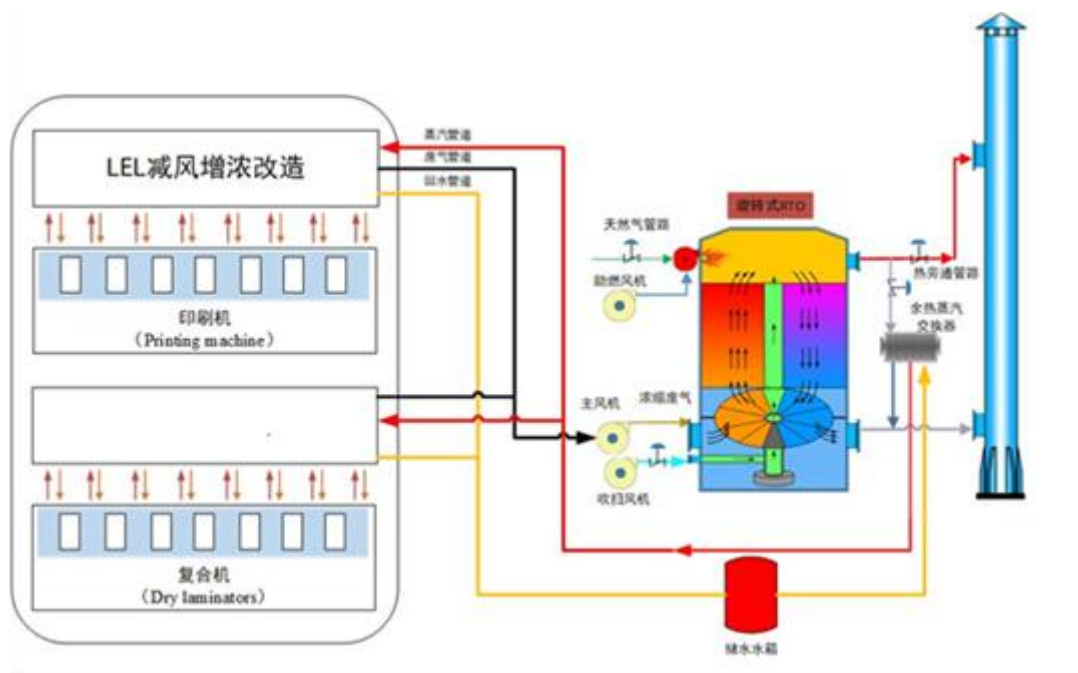 蒸汽管道
LEL减风增浓改造
废气管道
回水管道
旋转式RTO
天然气管路
助燃风机
热旁通管路
余热蒸汽
交换器
印刷机
（Printing machine）
主风机
浓缩废气
吹扫风机
复合机
（Dry laminators）
储水水箱